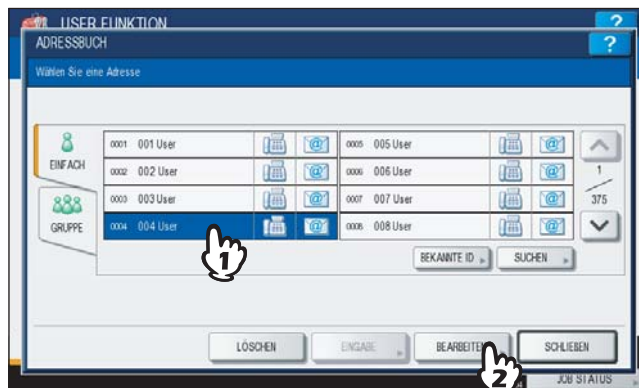 USER FUNKTION
?
ADRESSBUCH
?
Wählen Sie eine Adresse
EINFACH
GRUPPE
0001 001 User @ 0005 005 User @
0002 002 User @ 0006 006 User @
0003 003 User @ 0007 007 User @
0004 004 User @ 0008 008 User @
1
375
BEKANNTE ID
SUCHEN
1
LÖSCHEN
EINGABE
BEARBEITEN
SCHLIEßEN
2
JOB STATUS